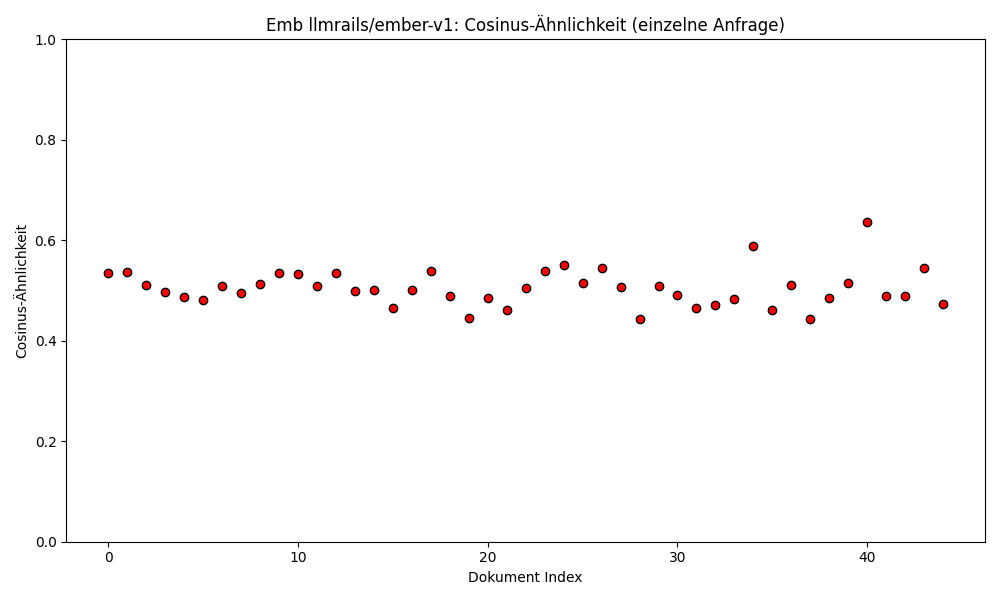 Emb llmrails/ember-v1: Cosinus-Ähnlichkeit (einzelne Anfrage)
1.0
0.8
0.6
0.4
0.2
0.0
Cosinus-Ähnlichkeit
0 10 20 30 40
Dokument Index